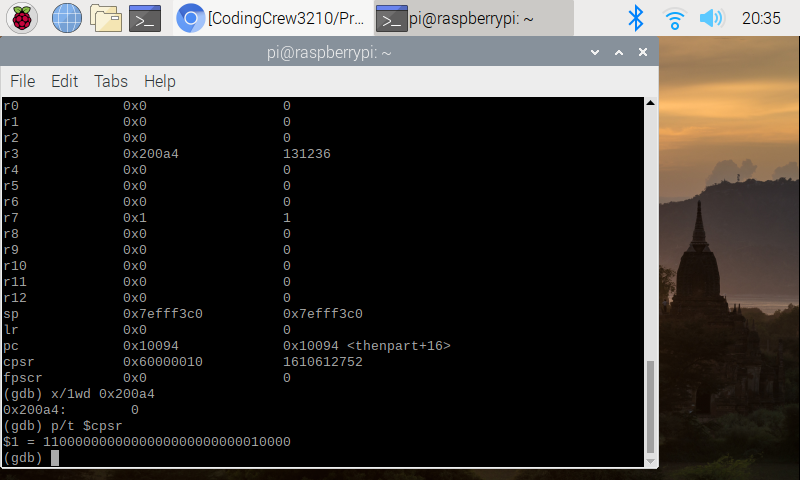 [CodingCrew3210/Pr... pi@raspberrypi: ~ 20:35
pi@raspberrypi: ~
File Edit Tabs Help
r0 0x0 0
r1 0x0 0
r2 0x0 0
r3 0x200a4 131236
r4 0x0 0
r5 0x0 0
r6 0x0 0
r7 0x1 1
r8 0x0 0
r9 0x0 0
r10 0x0 0
r11 0x0 0
r12 0x0 0
sp 0x7efff3c0 0x7efff3c0
lr 0x0 0
pc 0x10094 0x10094 <thenpart+16>
cpsr 0x60000010 1610612752
fpscr 0x0 0
(gdb) x/1wd 0x200a4
0x200a4: 0
(gdb) p/t $cpsr
$1 = 1100000000000000000000000010000
(gdb)